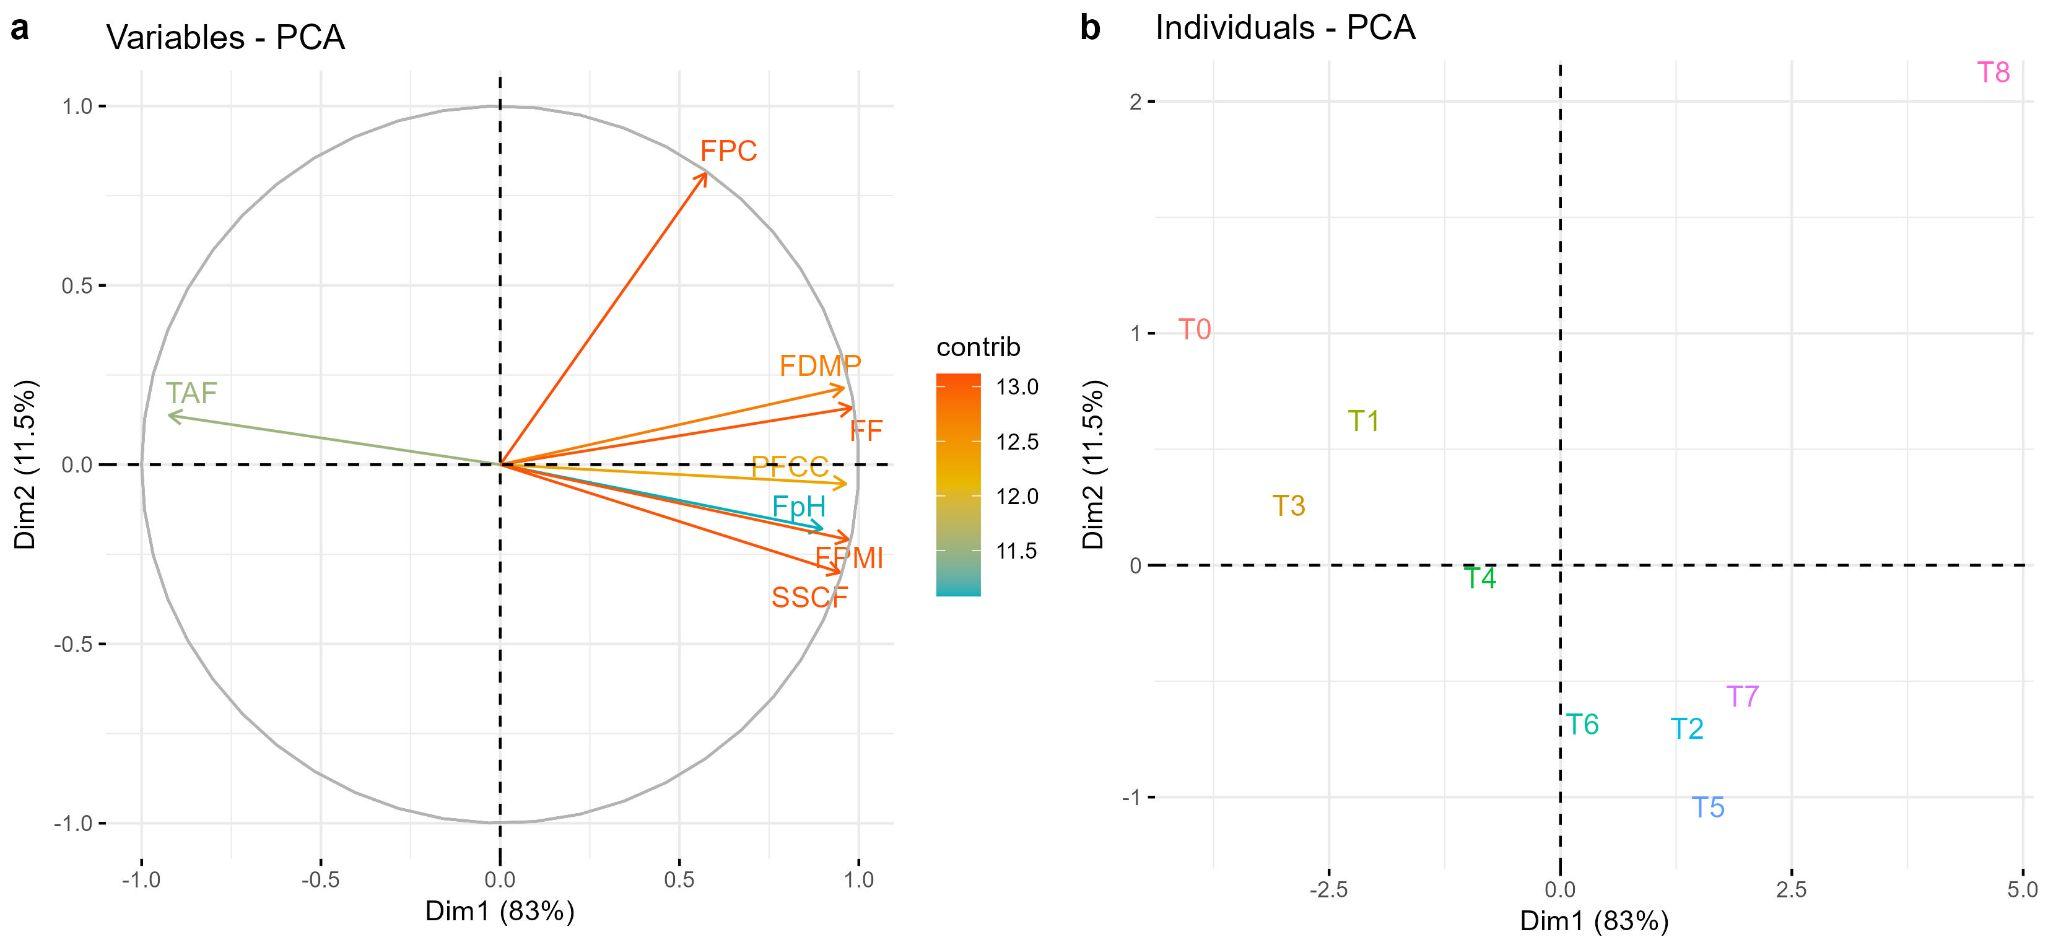 a
Variables - PCA
1.0
0.5
0.0
-0.5
-1.0
Dim2 (11.5%)
FPC
FDMP
FF
TAF
PFCC
FpH
FPMI
SSCF
-1.0 -0.5 0.0 0.5 1.0
Dim1 (83%)
contrib
13.0
12.5
12.0
11.5
b
Individuals - PCA
2
1
0
-1
Dim2 (11.5%)
T8
T0
T1
T3
T4
T7
T6
T2
T5
-2.5 0.0 2.5 5.0
Dim1 (83%)